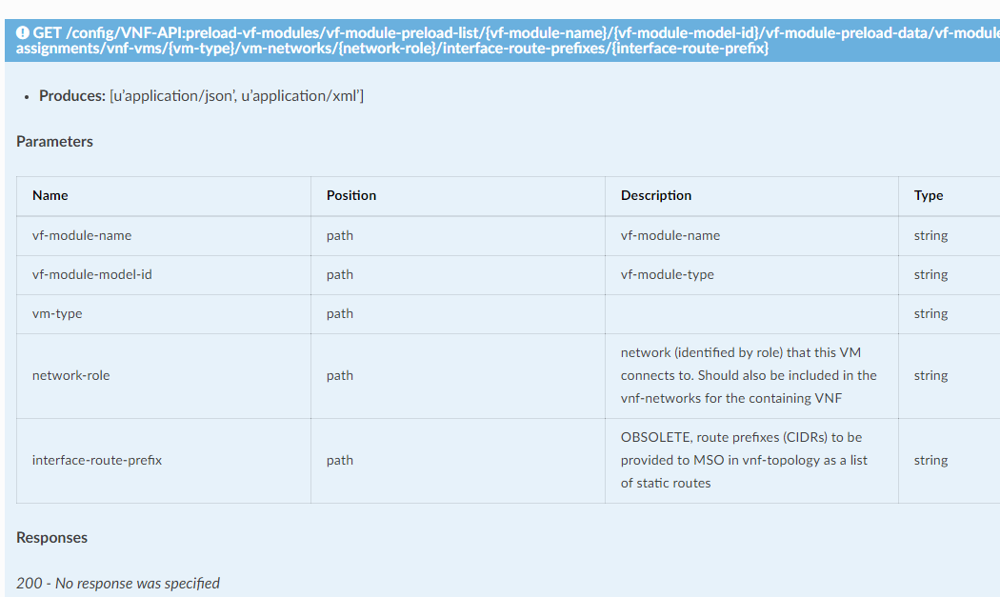 GET /config/VNF-API:preload-vf-modules/vf-module-preload-list/{vf-module-name}/{vf-module-model-id}/vf-module-preload-data/vf-module
assignments/vnf-vms/{vm-type}/vm-networks/{network-role}/interface-route-prefixes/{interface-route-prefix}
• Produces: [u’application/json’, u’application/xml’]
Parameters
Name Position Description Type
vf-module-name path vf-module-name string
vf-module-model-id path vf-module-type string
vm-type path string
network-role path network (identified by role) that this VM
connects to. Should also be included in the
vnf-networks for the containing VNF string
interface-route-prefix path OBSOLETE, route prefixes (CIDRs) to be
provided to MSO in vnf-topology as a list
of static routes string
Responses
200 - No response was specified